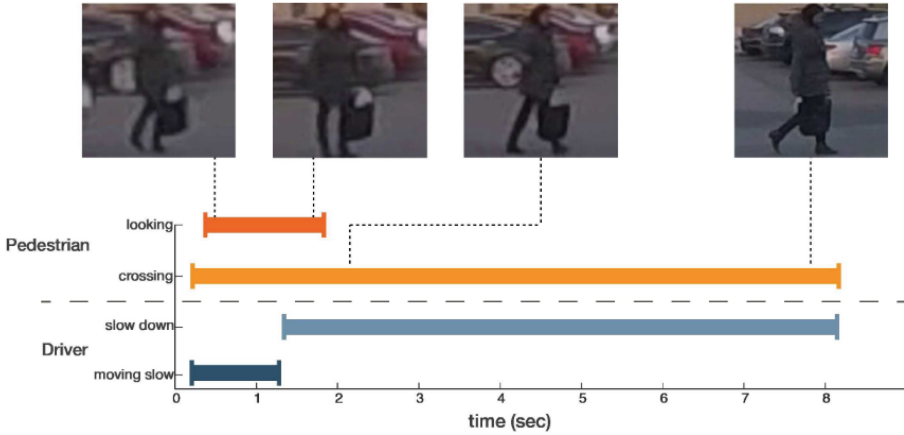 looking
Pedestrian
crossing
slow down
Driver
moving slow
0 1 2 3 4 5 6 7 8
time (sec)